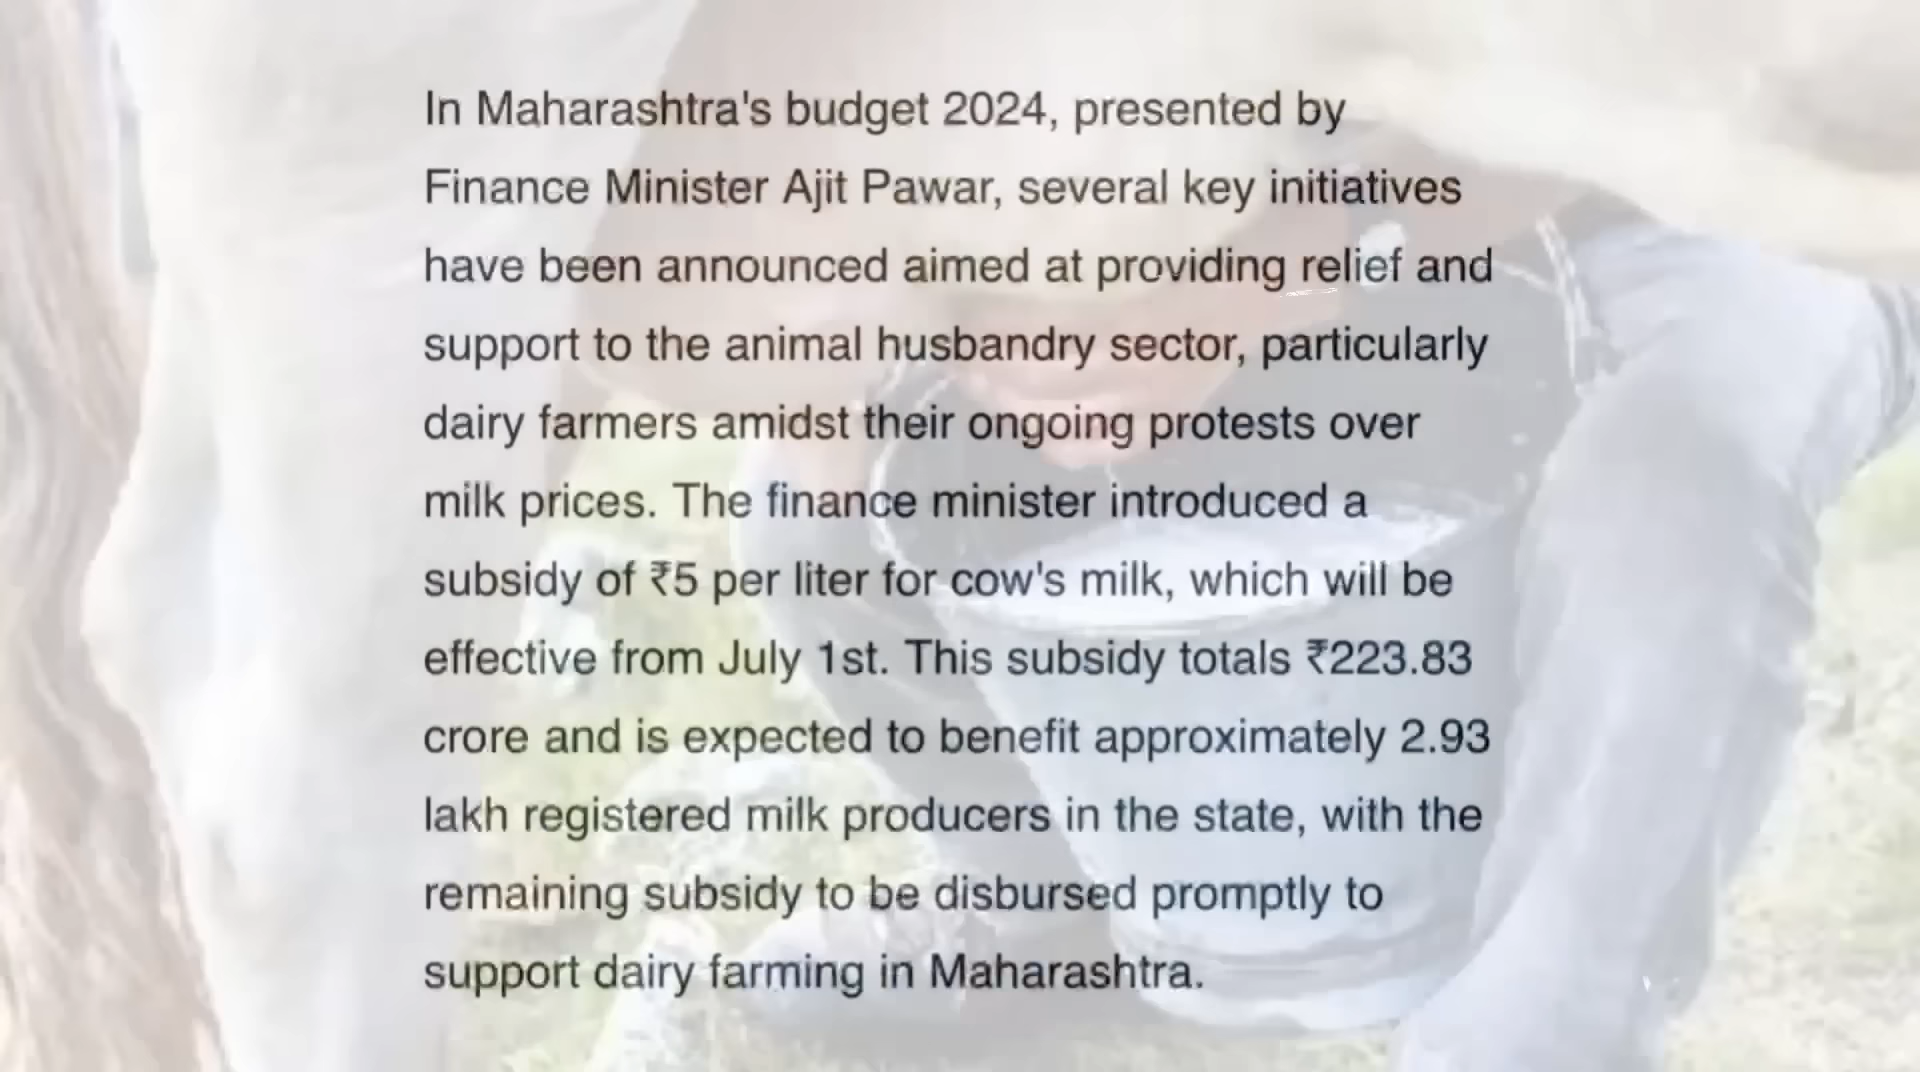 In Maharashtra's budget 2024, presented by
Finance Minister Ajit Pawar, several key initiatives
have been announced aimed at providing relief and
support to the animal husbandry sector, particularly
dairy farmers amidst their ongoing protests over
milk prices. The finance minister introduced a
subsidy of ₹5 per liter for cow's milk, which will be
effective from July 1st. This subsidy totals ₹223.83
crore and is expected to benefit approximately 2.93
lakh registered milk producers in the state, with the
remaining subsidy to be disbursed promptly to
support dairy farming in Maharashtra.